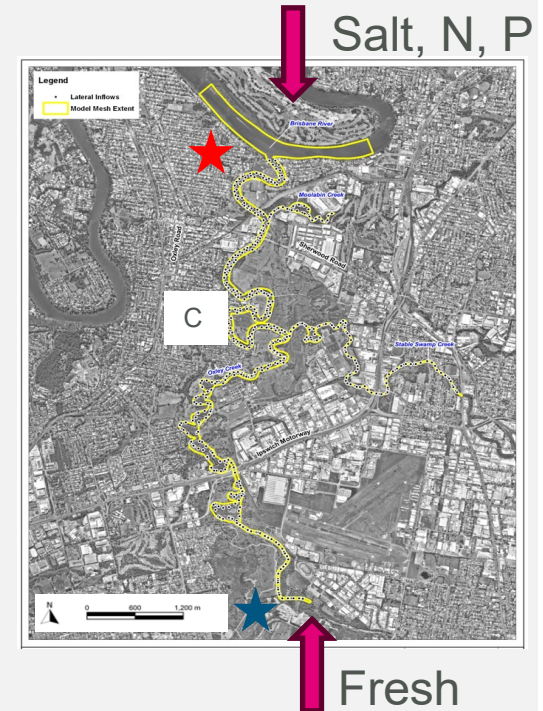 Salt, N, P
Legend
Lateral Inflows
Model Mesh Extent
Brisbane River
Moolabin Creek
Oxley Road
Sherwood Road
C
Stable Swamp Creek
Oxley Creek
Ipswich Motorway
N
0 600 1,200 m
Fresh